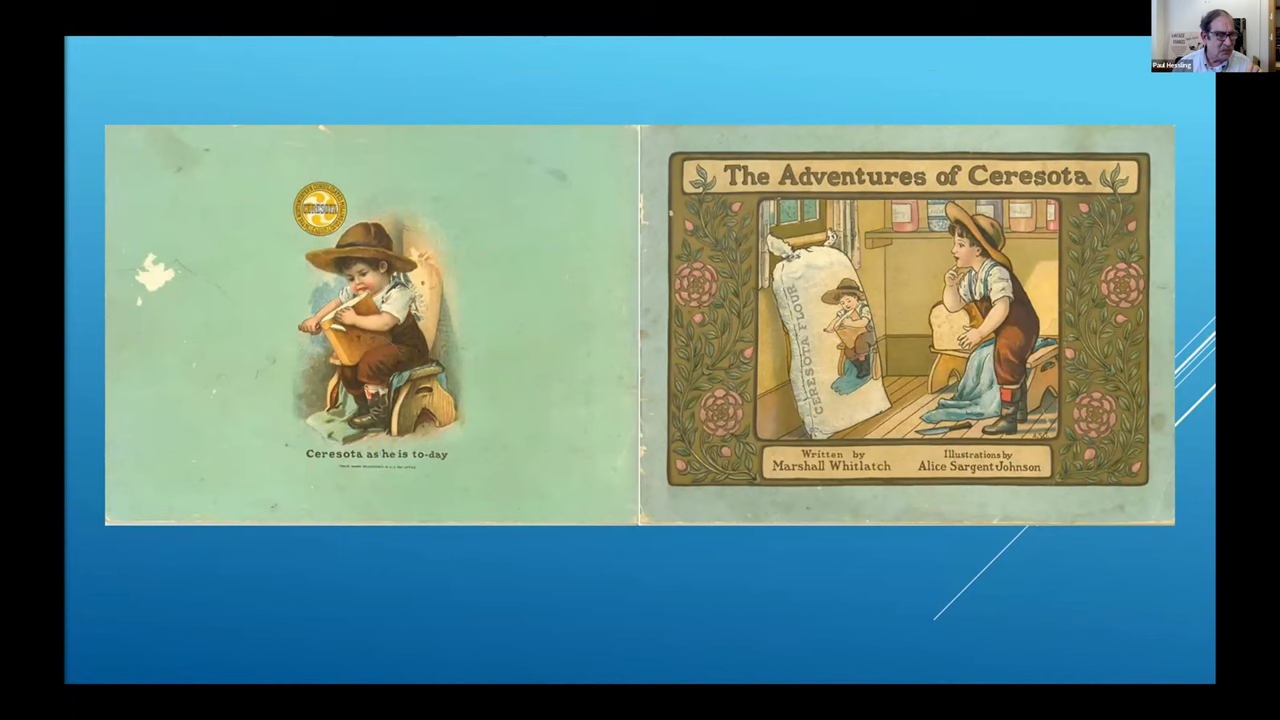 Paul Hessling
CERESOTA
Ceresota as he is to-day
The Adventures of Ceresota
CERESOTA FLOUR
Written by
Marshall Whitlatch
Illustrations by
Alice Sargent Johnson